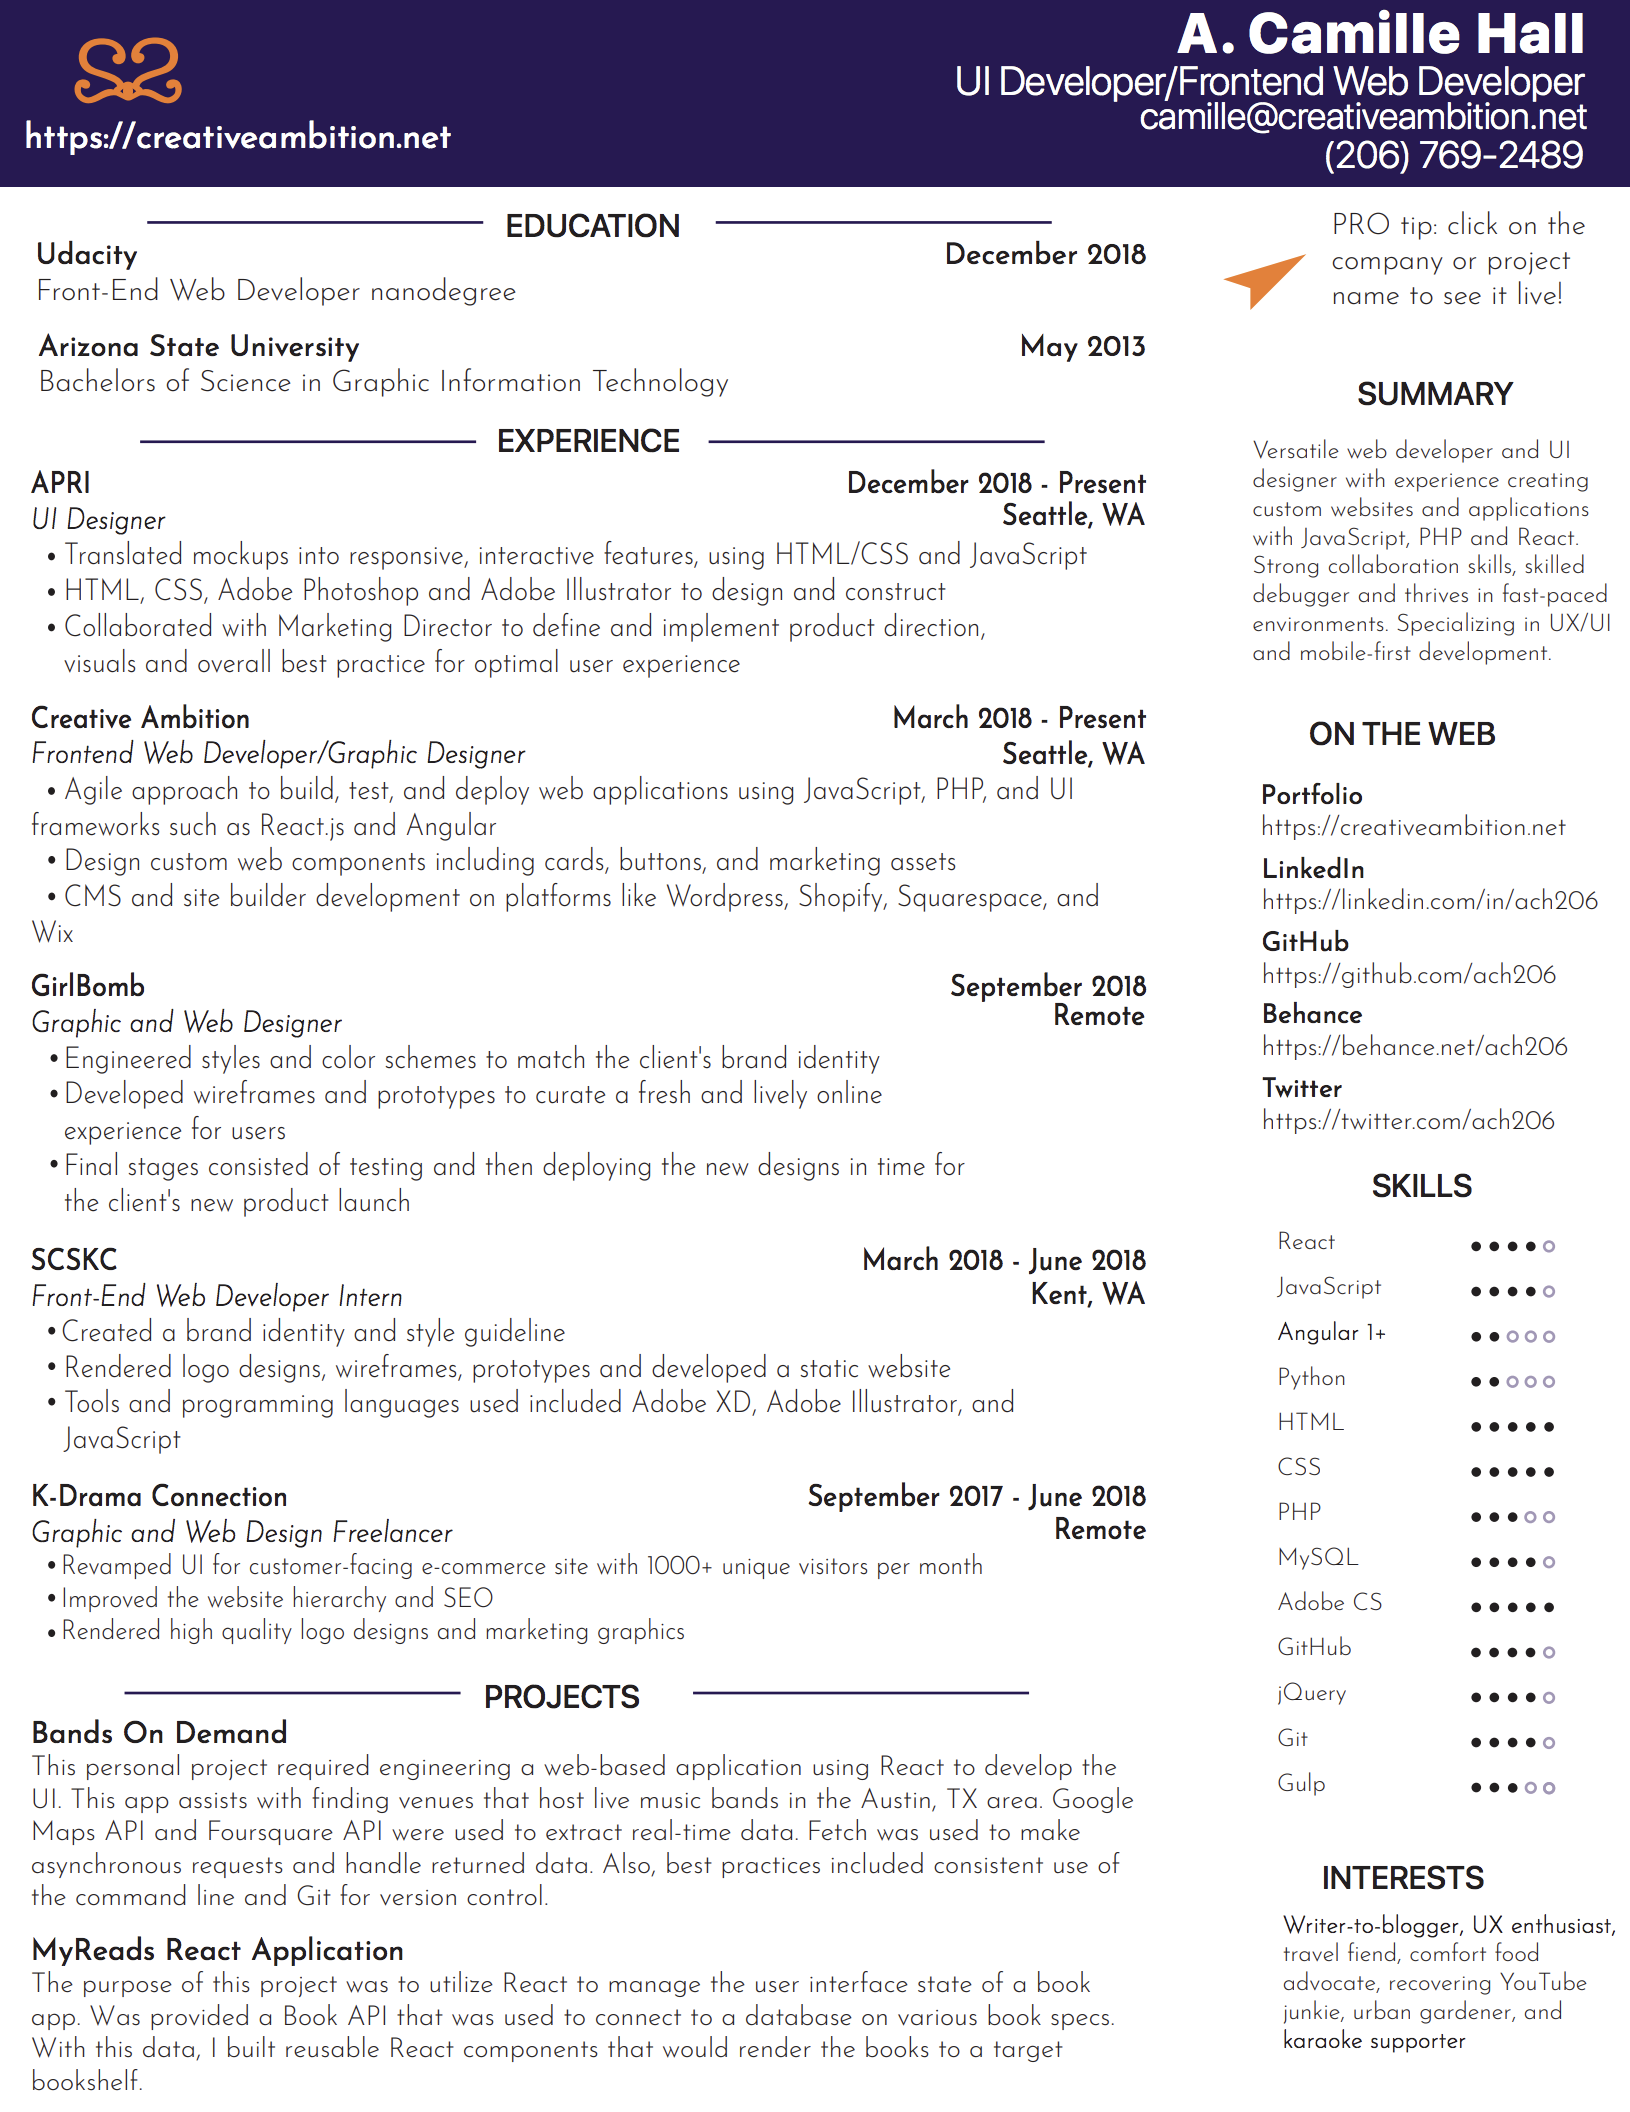 https://creativeambition.net
A. Camille Hall
UI Developer/Frontend Web Developer
camille@creativeambition.net
(206) 769-2489
EDUCATION
Udacity December 2018
Front-End Web Developer nanodegree
Arizona State University May 2013
Bachelors of Science in Graphic Information Technology
EXPERIENCE
APRI December 2018 - Present
UI Designer Seattle, WA
• Translated mockups into responsive, interactive features, using HTML/CSS and JavaScript
• HTML, CSS, Adobe Photoshop and Adobe Illustrator to design and construct
• Collaborated with Marketing Director to define and implement product direction,
visuals and overall best practice for optimal user experience
Creative Ambition March 2018 - Present
Frontend Web Developer/Graphic Designer Seattle, WA
• Agile approach to build, test, and deploy web applications using JavaScript, PHP, and UI
frameworks such as React.js and Angular
• Design custom web components including cards, buttons, and marketing assets
• CMS and site builder development on platforms like Wordpress, Shopify, Squarespace, and
Wix
GirlBomb September 2018
Graphic and Web Designer Remote
• Engineered styles and color schemes to match the client's brand identity
• Developed wireframes and prototypes to curate a fresh and lively online
experience for users
• Final stages consisted of testing and then deploying the new designs in time for
the client's new product launch
SCSKC March 2018 - June 2018
Front-End Web Developer Intern Kent, WA
• Created a brand identity and style guideline
• Rendered logo designs, wireframes, prototypes and developed a static website
• Tools and programming languages used included Adobe XD, Adobe Illustrator, and
JavaScript
K-Drama Connection September 2017 - June 2018
Graphic and Web Design Freelancer Remote
• Revamped UI for customer-facing e-commerce site with 1000+ unique visitors per month
• Improved the website hierarchy and SEO
• Rendered high quality logo designs and marketing graphics
PROJECTS
Bands On Demand
This personal project required engineering a web-based application using React to develop the
UI. This app assists with finding venues that host live music bands in the Austin, TX area. Google
Maps API and Foursquare API were used to extract real-time data. Fetch was used to make
asynchronous requests and handle returned data. Also, best practices included consistent use of
the command line and Git for version control.
MyReads React Application
The purpose of this project was to utilize React to manage the user interface state of a book
app. Was provided a Book API that was used to connect to a database on various book specs.
With this data, I built reusable React components that would render the books to a target
bookshelf.
PRO tip: click on the
company or project
name to see it live!
SUMMARY
Versatile web developer and UI
designer with experience creating
custom websites and applications
with JavaScript, PHP and React.
Strong collaboration skills, skilled
debugger and thrives in fast-paced
environments. Specializing in UX/UI
and mobile-first development.
ON THE WEB
Portfolio
https://creativeambition.net
LinkedIn
https://linkedin.com/in/ach206
GitHub
https://github.com/ach206
Behance
https://behance.net/ach206
Twitter
https://twitter.com/ach206
SKILLS
React
JavaScript
Angular 1+
Python
HTML
CSS
PHP
MySQL
Adobe CS
GitHub
jQuery
Git
Gulp
INTERESTS
Writer-to-blogger, UX enthusiast,
travel fiend, comfort food
advocate, recovering YouTube
junkie, urban gardener, and
karaoke supporter